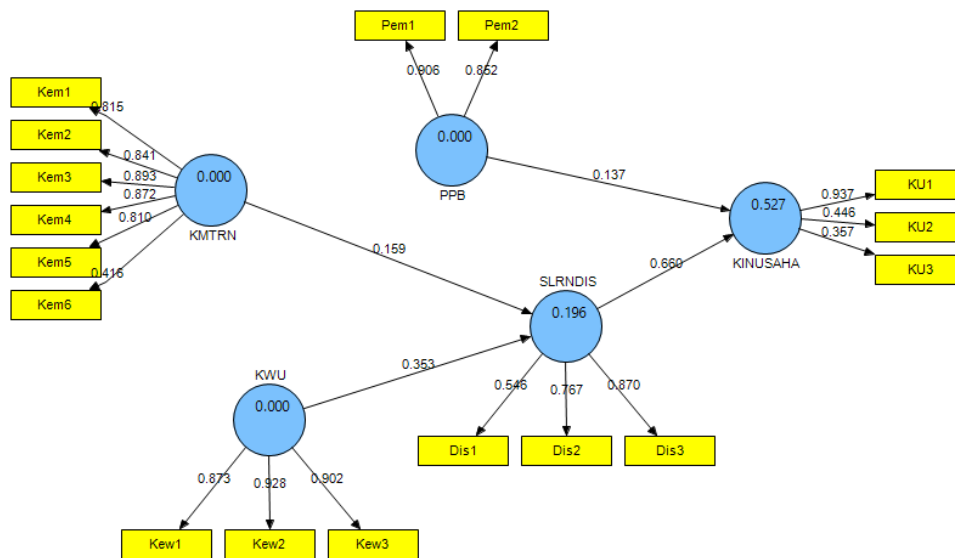 Pem1
Pem2
0.906
0.852
Kem1
Kem2
Kem3
Kem4
Kem5
Kem6
0.815
0.841
0.893
0.872
0.810
0.416
0.000
KMTRN
0.000
PPB
0.137
0.527
KINUSAHA
0.937
0.446
0.357
KU1
KU2
KU3
0.159
0.660
SLRNDIS
0.196
KWU
0.000
0.353
0.546
0.767
0.870
Dis1
Dis2
Dis3
0.873
0.928
0.902
Kew1
Kew2
Kew3